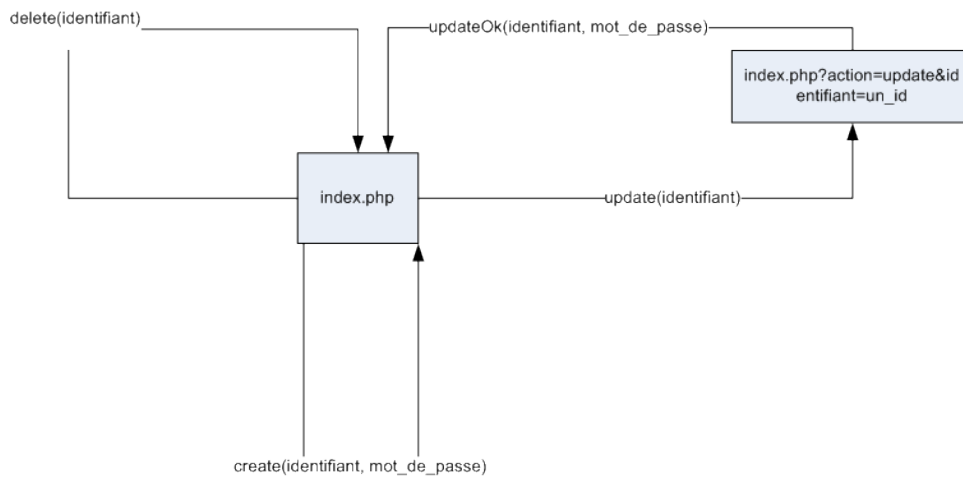 delete(identifiant)
updateOk(identifiant, mot_de_passe)
index.php?action=update&id
entifiant=un_id
index.php
update(identifiant)
create(identifiant, mot_de_passe)